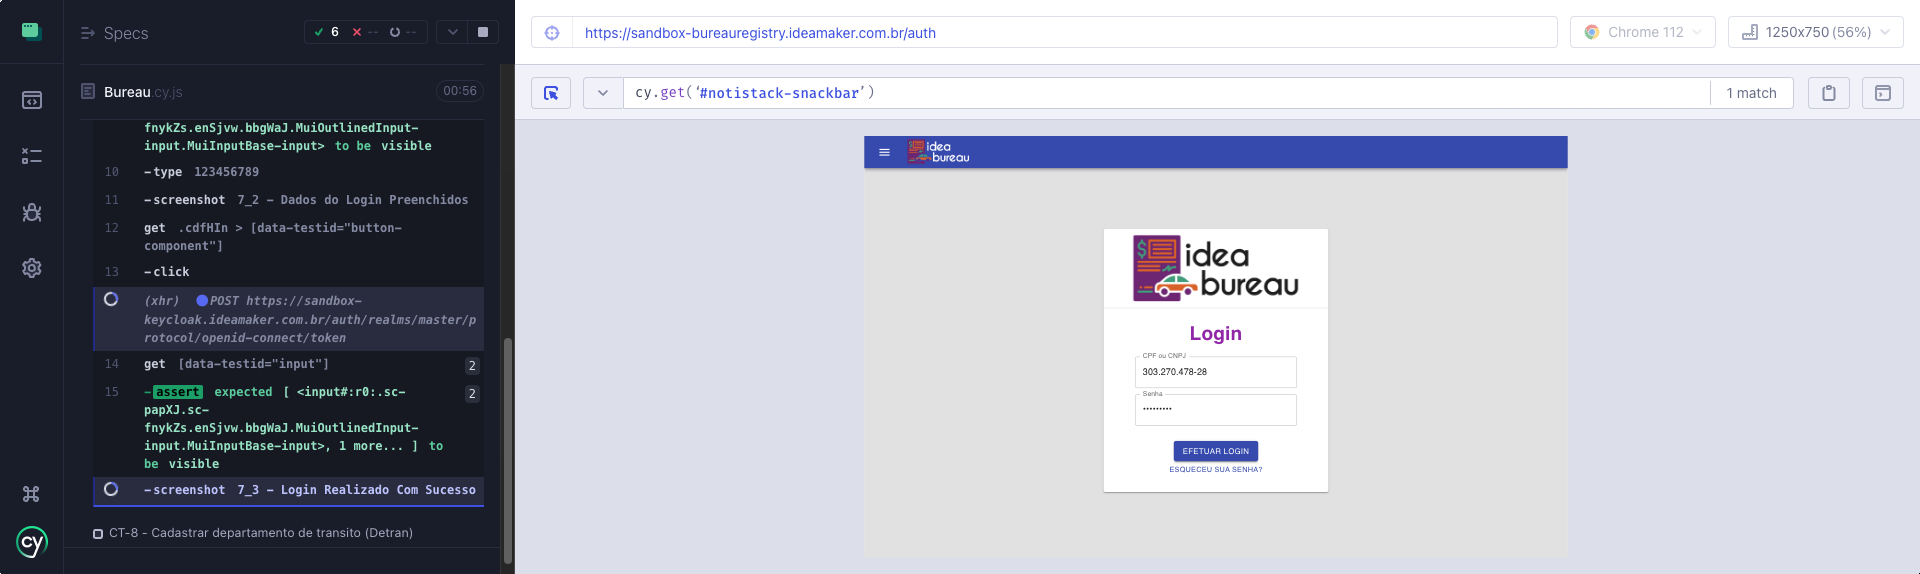 Specs
6 -- --
Bureau.cy.js 00:56
fnykZs.enSjvw.bbgWaJ.MuiOutlinedInput-
input.MuiInputBase-input> to be visible
10 -type 123456789
11 -screenshot 7_2 - Dados do Login Preenchidos
12 get .cdfHIn > [data-testid="button-
component"]
13 -click
(xhr) POST https://sandbox-
keycloak.ideamaker.com.br/auth/realms/master/p
rotocol/openid-connect/token
14 get [data-testid="input"] 2
15 -assert expected [ <input#:r0:.sc- 2
papXJ.sc-
fnykZs.enSjvw.bbgWaJ.MuiOutlinedInput-
input.MuiInputBase-input>, 1 more... ] to
be visible
-screenshot 7_3 - Login Realizado Com Sucesso
CT-8 - Cadastrar departamento de transito (Detran)
cy
https://sandbox-bureauregistry.ideamaker.com.br/auth
Chrome 112
1250x750 (56%)
cy.get('#notistack-snackbar')
1 match
idea
bureau
idea
bureau
Login
CPF ou CNPJ
303.270.478-28
Senha
•••••••••
EFETUAR LOGIN
ESQUECEU SUA SENHA?